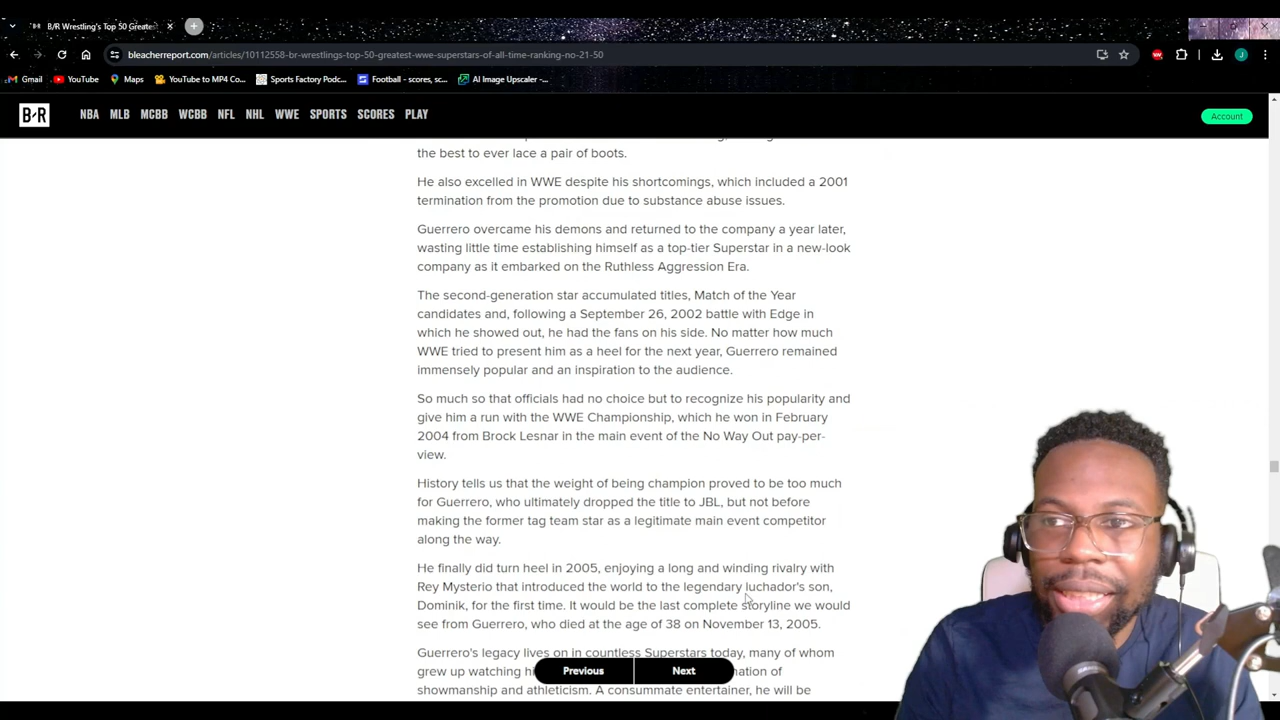 B/R Wrestling's Top 50 Greates
bleacherreport.com/articles/10112558-br-wrestlings-top-50-greatest-wwe-superstars-of-all-time-ranking-no-21-50
Gmail YouTube Maps YouTube to MP4 Co... Sports Factory Podc... Football - scores, sc... AI Image Upscaler -...
B/R NBA MLB MCBB WCBB NFL NHL WWE SPORTS SCORES PLAY Account
the best to ever lace a pair of boots.
He also excelled in WWE despite his shortcomings, which included a 2001
termination from the promotion due to substance abuse issues.
Guerrero overcame his demons and returned to the company a year later,
wasting little time establishing himself as a top-tier Superstar in a new-look
company as it embarked on the Ruthless Aggression Era.
The second-generation star accumulated titles, Match of the Year
candidates and, following a September 26, 2002 battle with Edge in
which he showed out, he had the fans on his side. No matter how much
WWE tried to present him as a heel for the next year, Guerrero remained
immensely popular and an inspiration to the audience.
So much so that officials had no choice but to recognize his popularity and
give him a run with the WWE Championship, which he won in February
2004 from Brock Lesnar in the main event of the No Way Out pay-per-
view.
History tells us that the weight of being champion proved to be too much
for Guerrero, who ultimately dropped the title to JBL, but not before
making the former tag team star as a legitimate main event competitor
along the way.
He finally did turn heel in 2005, enjoying a long and winding rivalry with
Rey Mysterio that introduced the world to the legendary luchador's son,
Dominik, for the first time. It would be the last complete storyline we would
see from Guerrero, who died at the age of 38 on November 13, 2005.
Guerrero's legacy lives on in countless Superstars today, many of whom
grew up watching
Previous Next
showmanship and athleticism. A consummate entertainer, he will be